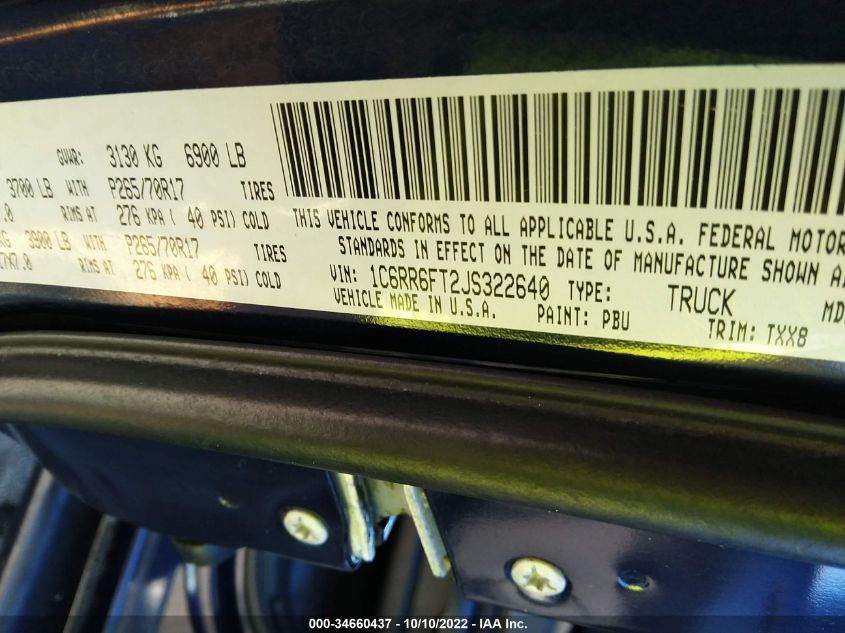 GVWR: 3130 KG 6900 LB
3700 LB WITH P265/70R17 TIRES
.0 RIMS AT 276 KPA ( 40 PSI) COLD
KG 3900 LB WITH P265/70R17 TIRES
RIMS AT 276 KPA ( 40 PSI) COLD
THIS VEHICLE CONFORMS TO ALL APPLICABLE U.S.A. FEDERAL MOTOR
STANDARDS IN EFFECT ON THE DATE OF MANUFACTURE SHOWN A
VIN: 1C6RR6FT2JS322640 TYPE: TRUCK MD
VEHICLE MADE IN U.S.A. PAINT: PBU TRIM: TXX8
000-34660437 - 10/10/2022 - IAA Inc.